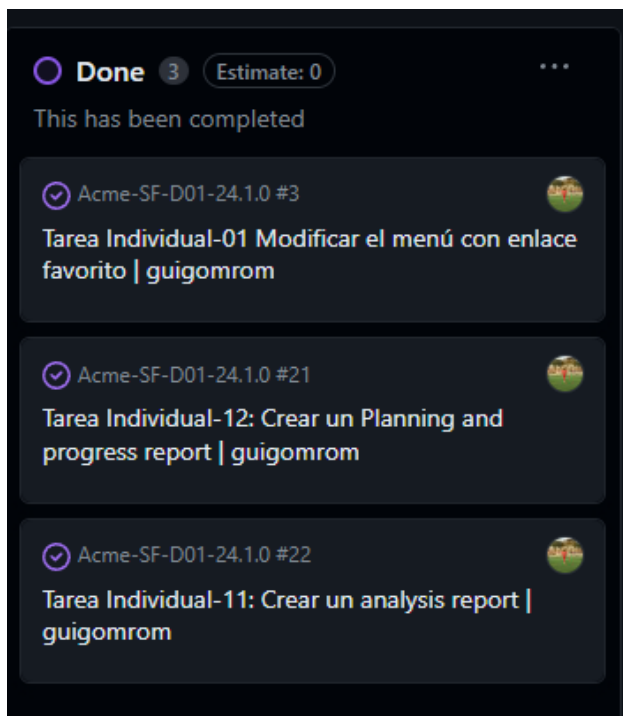 Done 3 Estimate: 0
This has been completed
Acme-SF-D01-24.1.0 #3
Tarea Individual-01 Modificar el menú con enlace
favorito | guigomrom
Acme-SF-D01-24.1.0 #21
Tarea Individual-12: Crear un Planning and
progress report | guigomrom
Acme-SF-D01-24.1.0 #22
Tarea Individual-11: Crear un analysis report |
guigomrom